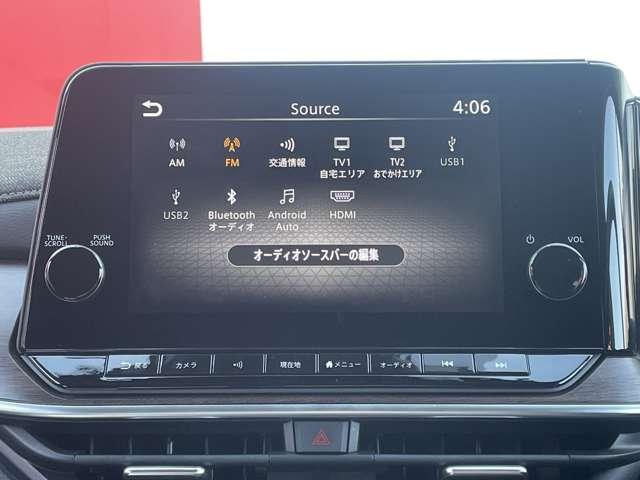 Source
4:06
AM
FM
交通情報
TV1
自宅エリア
TV2
おでかけエリア
USB1
USB2
Bluetooth
オーディオ
Android
Auto
HDMI
オーディオソースバーの編集
TUNE-
SCROLL
PUSH
SOUND
VOL
戻る
カメラ
現在地
メニュー
オーディオ